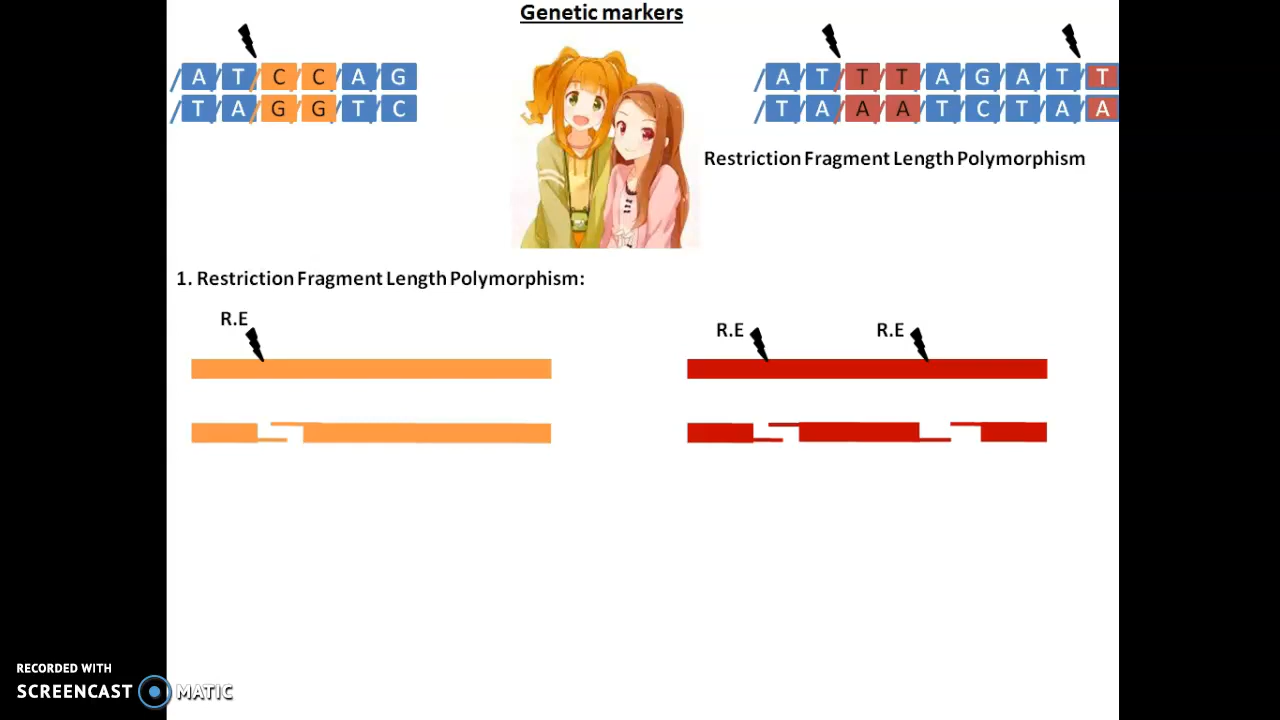 Genetic markers
A T C C A G
T A G G T C
A T T T A G A T T
T A A A T C T A A
Restriction Fragment Length Polymorphism
1. Restriction Fragment Length Polymorphism:
R.E
R.E
R.E
RECORDED WITH
SCREENCAST MATIC